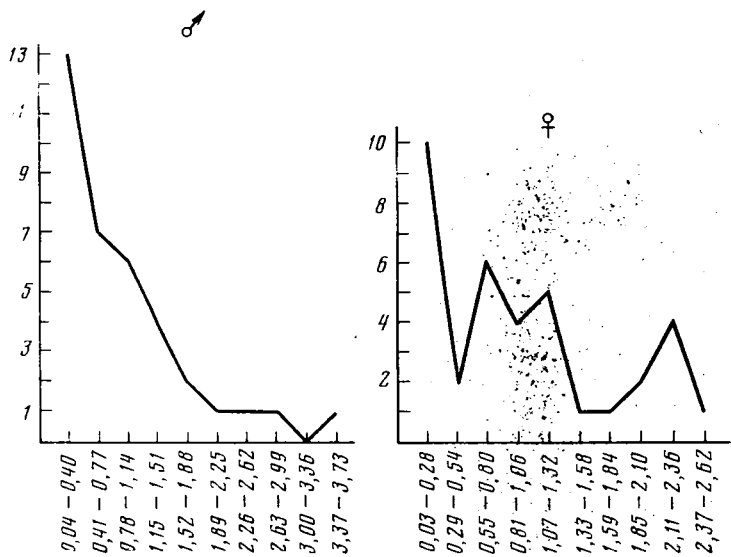 ♂
13
11
9
7
5
3
1
0,04 – 0,40
0,41 – 0,77
0,78 – 1,14
1,15 – 1,51
1,52 – 1,88
1,89 – 2,25
2,26 – 2,62
2,63 – 2,99
3,00 – 3,36
3,37 – 3,73
♀
10
8
6
4
2
0,03 – 0,28
0,29 – 0,54
0,55 – 0,80
0,81 – 1,06
1,07 – 1,32
1,33 – 1,58
1,59 – 1,84
1,85 – 2,10
2,11 – 2,36
2,37 – 2,62